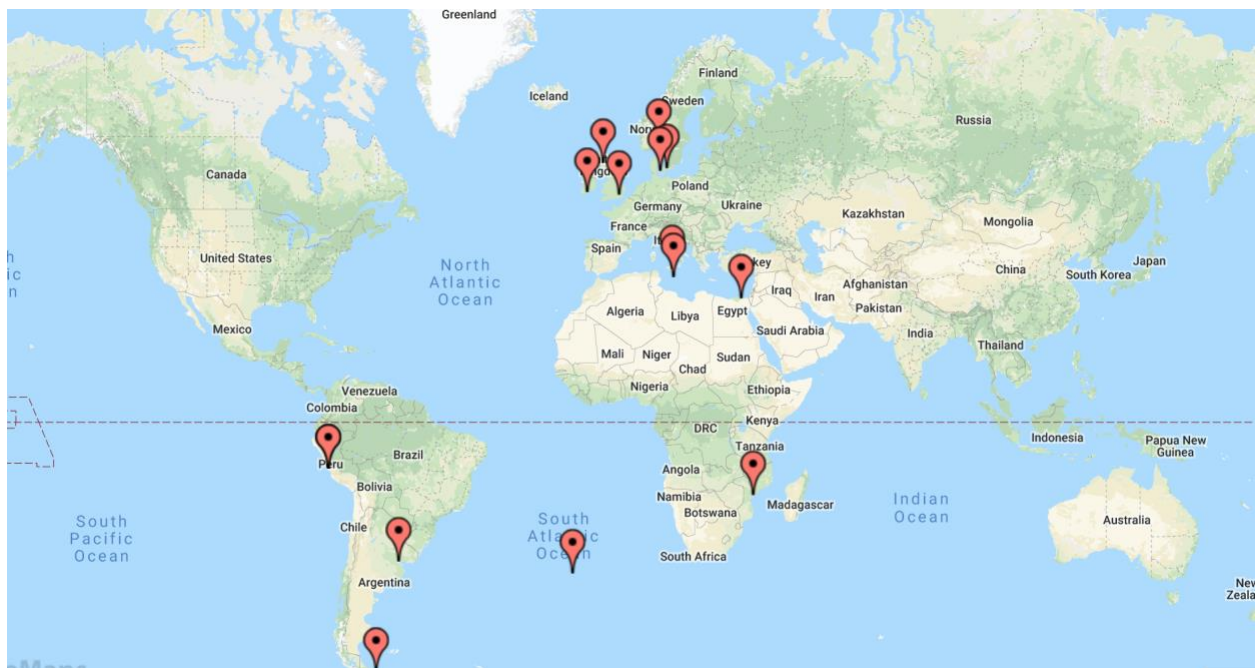 Greenland
Iceland
Finland
Sweden
Russia
Canada
Poland
Germany
Ukraine
France
Kazakhstan
Mongolia
Spain
United States
North
Atlantic
Ocean
China
Japan
South Korea
Iraq
Iran
Afghanistan
Pakistan
Algeria
Libya
Egypt
Saudi Arabia
India
Mexico
Thailand
Mali
Niger
Chad
Sudan
Nigeria
Ethiopia
Venezuela
Colombia
DRC
Kenya
Tanzania
Indonesia
Papua New
Guinea
Peru
Brazil
Bolivia
Angola
Namibia
Botswana
Madagascar
Indian
Ocean
South
Pacific
Ocean
Chile
South
Atlantic
Ocean
South Africa
Australia
Argentina